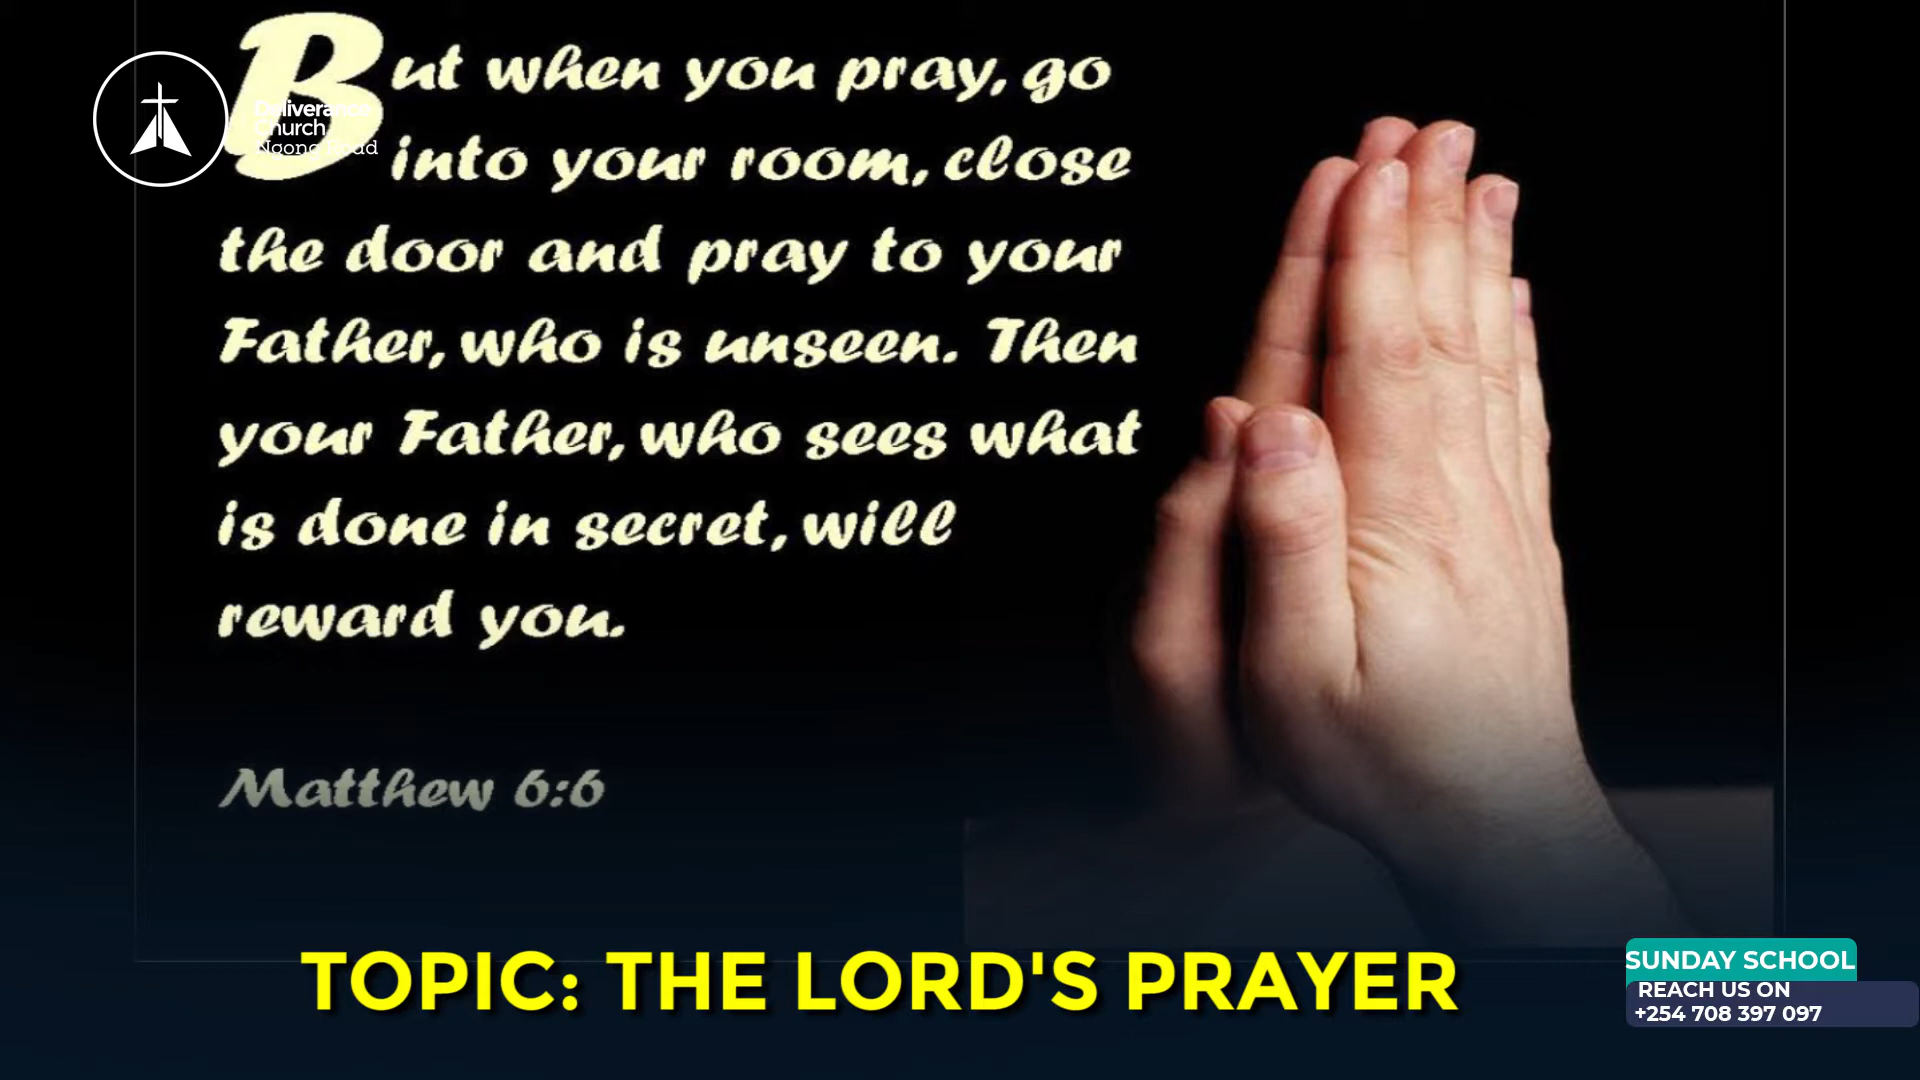 But when you pray, go
into your room, close
the door and pray to your
Father, who is unseen. Then
your Father, who sees what
is done in secret, will
reward you.
Matthew 6:6
Deliverance
Church
Ngong Road
TOPIC: THE LORD'S PRAYER
SUNDAY SCHOOL
REACH US ON
+254 708 397 097